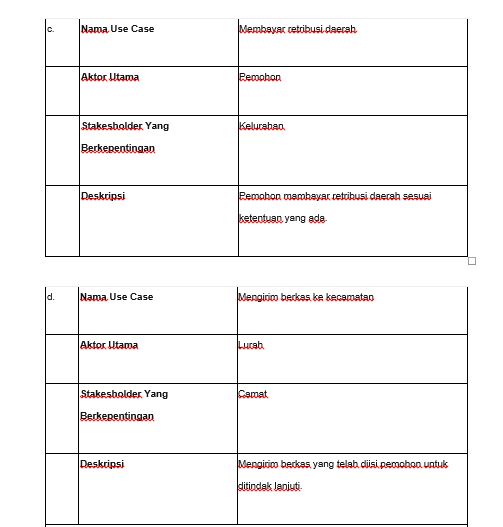 c. Nama Use Case Membayar retribusi daerah
Aktor Utama Pemohon
Stakesholder Yang Kelurahan
Berkepentingan
Deskripsi Pemohon mambayar retribusi daerah sesuai
ketentuan yang ada.
d. Nama Use Case Mengirim berkas ke kecamatan
Aktor Utama Lurah
Stakesholder Yang Camat
Berkepentingan
Deskripsi Mengirim berkas yang telah diisi pemohon untuk
ditindak lanjuti.